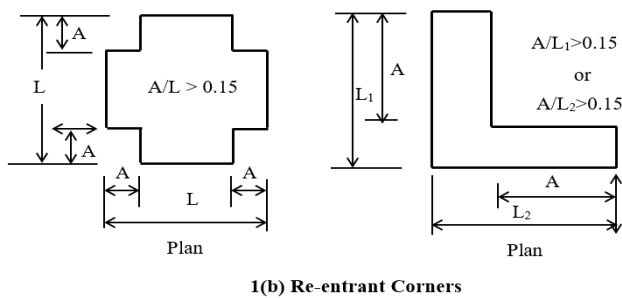 A
L
A/L > 0.15
A
A
A
L
Plan
A/L₁>0.15
or
A/L₂>0.15
A
L₁
A
L₂
Plan
1(b) Re-entrant Corners